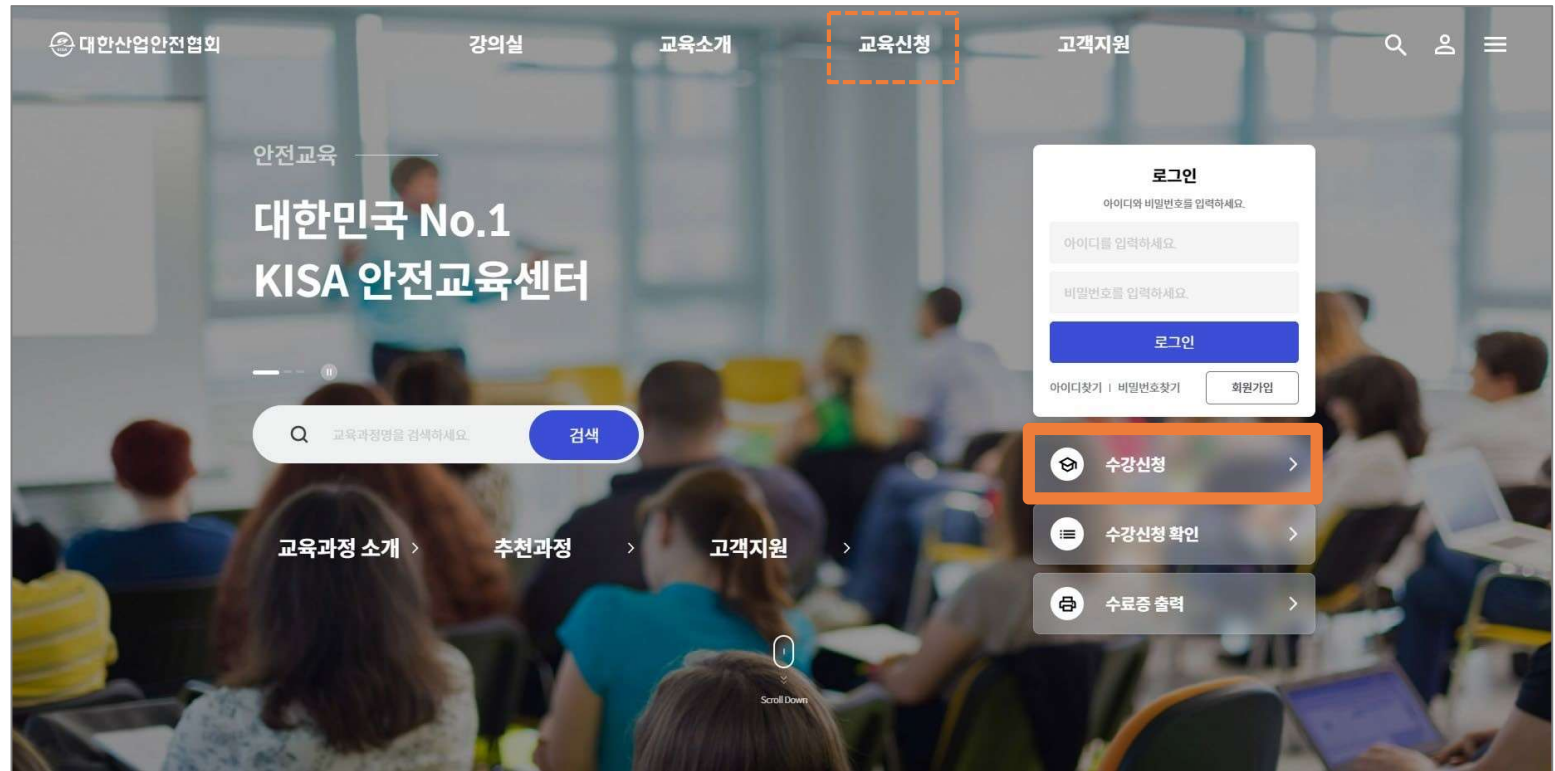 대한산업안전협회
강의실
교육소개
교육신청
고객지원
안전교육
대한민국 No.1
KISA 안전교육센터
교육과정명을 검색하세요.
검색
교육과정 소개
추천과정
고객지원
Scroll Down
로그인
아이디와 비밀번호를 입력하세요.
아이디를 입력하세요.
비밀번호를 입력하세요.
로그인
아이디찾기 | 비밀번호찾기
회원가입
수강신청
수강신청 확인
수료증 출력